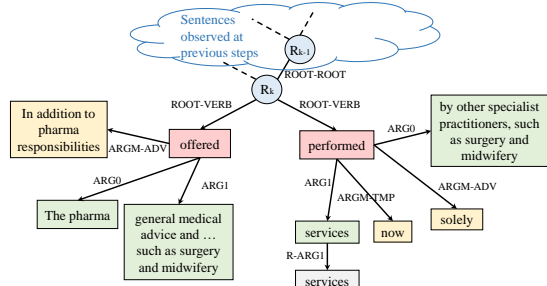 Sentences
observed at
previous steps
Rk-1
ROOT-ROOT
Rk
ROOT-VERB
ROOT-VERB
In addition to
pharma
responsibilities
ARGM-ADV
offered
performed
ARG0
by other specialist
practitioners, such
as surgery and
midwifery
ARG0
ARG1
ARG1
ARGM-TMP
ARGM-ADV
The pharma
general medical
advice and …
such as surgery
and midwifery
services
now
solely
R-ARG1
services